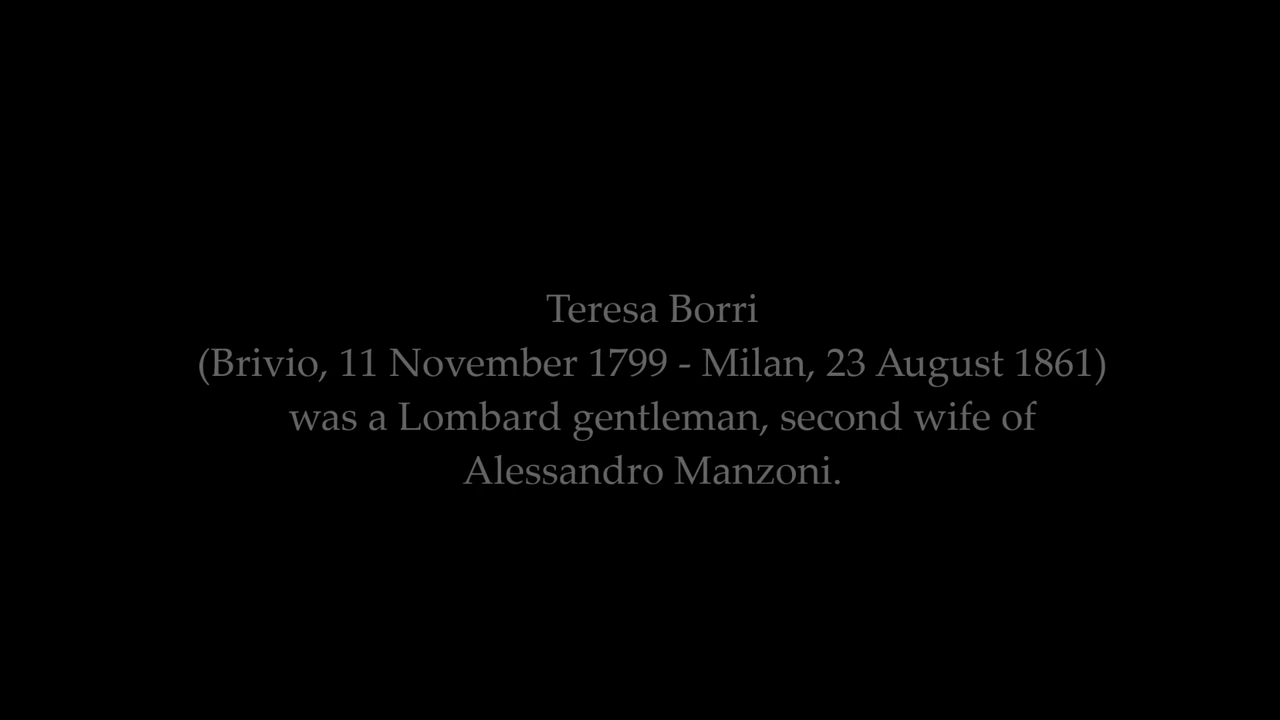 Teresa Borri
(Brivio, 11 November 1799 - Milan, 23 August 1861)
was a Lombard gentleman, second wife of
Alessandro Manzoni.